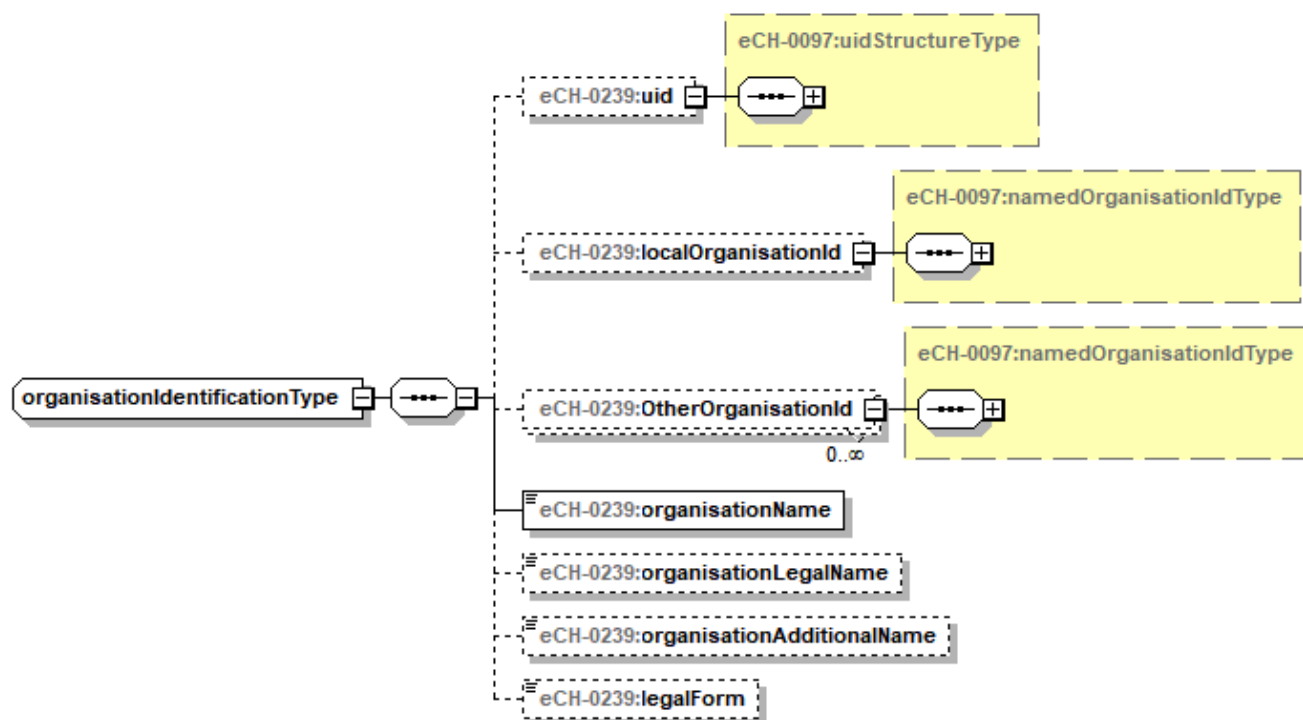 eCH-0097:uidStructureType
eCH-0239:uid
eCH-0097:namedOrganisationIdType
eCH-0239:localOrganisationId
eCH-0097:namedOrganisationIdType
organisationIdentificationType
eCH-0239:OtherOrganisationId
0..∞
eCH-0239:organisationName
eCH-0239:organisationLegalName
eCH-0239:organisationAdditionalName
eCH-0239:legalForm